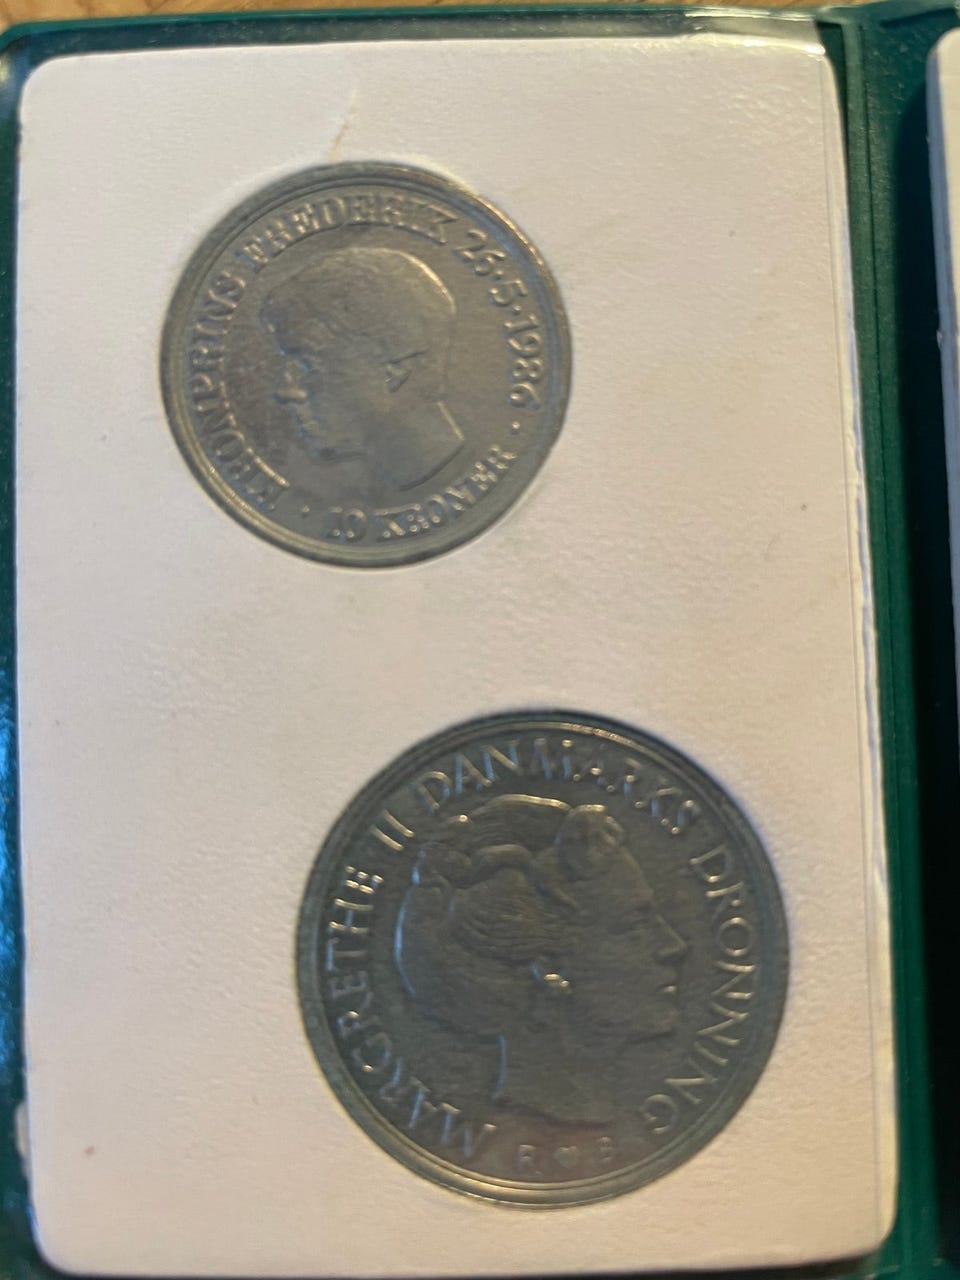 KRONPRINS FREDERIK 26·5·1986 ·
10 KRONER ·
MARGRETHE II DANMARKS DRONNING
R ♥ B